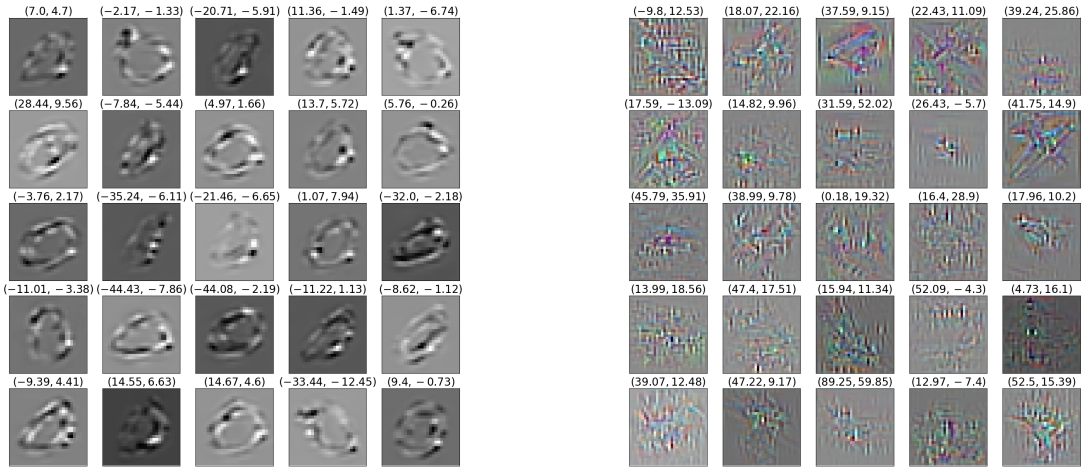 (7.0, 4.7) (−2.17, −1.33) (−20.71, −5.91) (11.36, −1.49) (1.37, −6.74) (−9.8, 12.53) (18.07, 22.16) (37.59, 9.15) (22.43, 11.09) (39.24, 25.86)
(28.44, 9.56) (−7.84, −5.44) (4.97, 1.66) (13.7, 5.72) (5.76, −0.26) (17.59, −13.09) (14.82, 9.96) (31.59, 52.02) (26.43, −5.7) (41.75, 14.9)
(−3.76, 2.17) (−35.24, −6.11) (−21.46, −6.65) (1.07, 7.94) (−32.0, −2.18) (45.79, 35.91) (38.99, 9.78) (0.18, 19.32) (16.4, 28.9) (17.96, 10.2)
(−11.01, −3.38) (−44.43, −7.86) (−44.08, −2.19) (−11.22, 1.13) (−8.62, −1.12) (13.99, 18.56) (47.4, 17.51) (15.94, 11.34) (52.09, −4.3) (4.73, 16.1)
(−9.39, 4.41) (14.55, 6.63) (14.67, 4.6) (−33.44, −12.45) (9.4, −0.73) (39.07, 12.48) (47.22, 9.17) (89.25, 59.85) (12.97, −7.4) (52.5, 15.39)